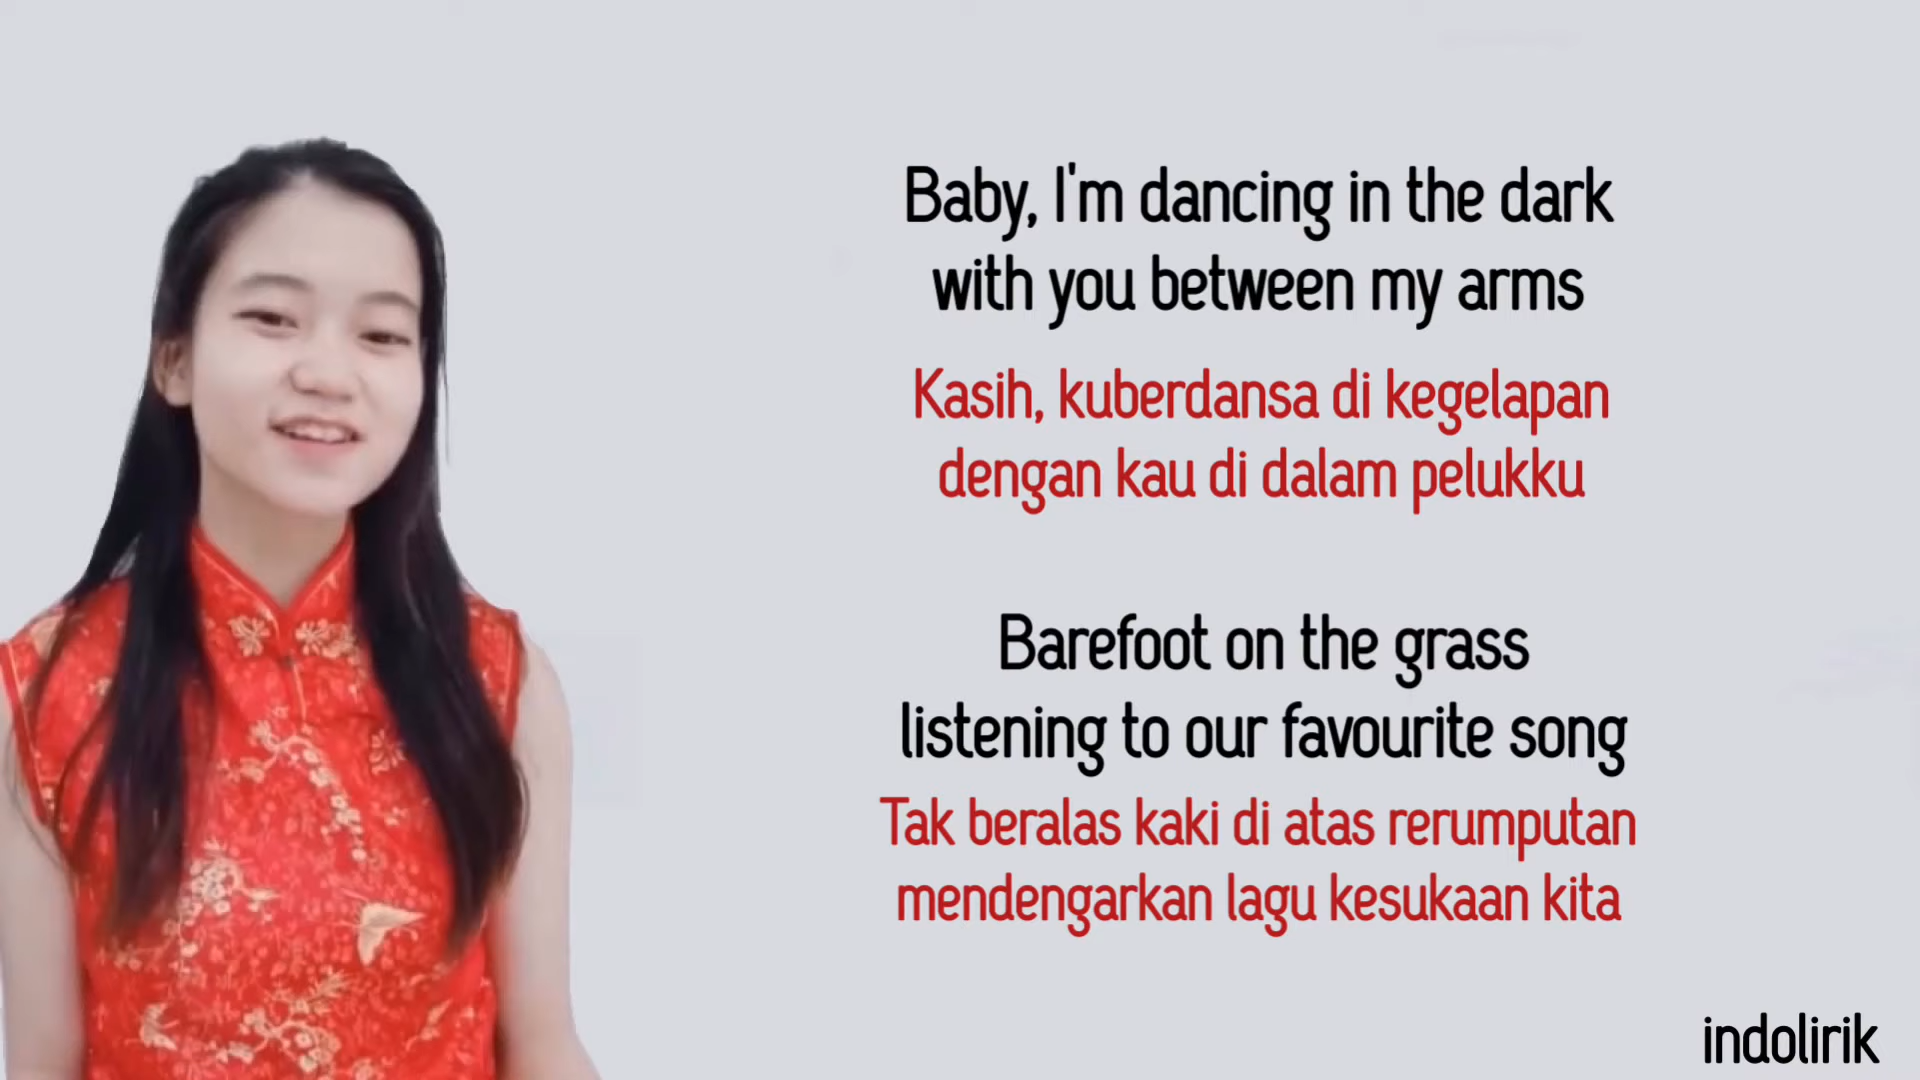 Baby, I'm dancing in the dark
with you between my arms
Kasih, kuberdansa di kegelapan
dengan kau di dalam pelukku
Barefoot on the grass
listening to our favourite song
Tak beralas kaki di atas rerumputan
mendengarkan lagu kesukaan kita
indolirik